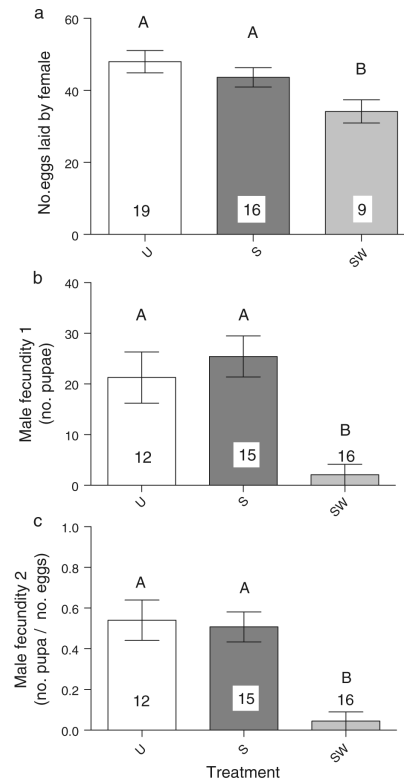 a
60
A
A
B
40
20
0
No.eggs laid by female
19
16
9
U
S
SW
b
40
A
A
30
20
10
0
Male fecundity 1
(no. pupae)
B
12
15
16
U
S
SW
c
1.0
0.8
A
A
0.6
0.4
0.2
0.0
Male fecundity 2
(no. pupa / no. eggs)
B
12
15
16
U
S
SW
Treatment